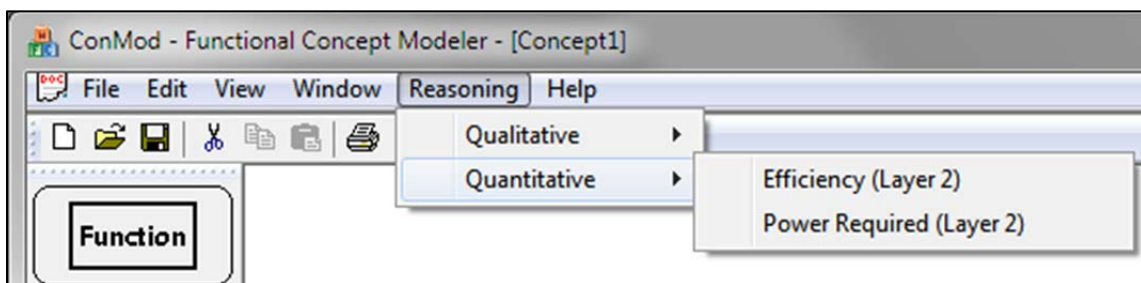 ConMod - Functional Concept Modeler - [Concept1]
File Edit View Window Reasoning Help
Qualitative
Quantitative
Efficiency (Layer 2)
Power Required (Layer 2)
Function